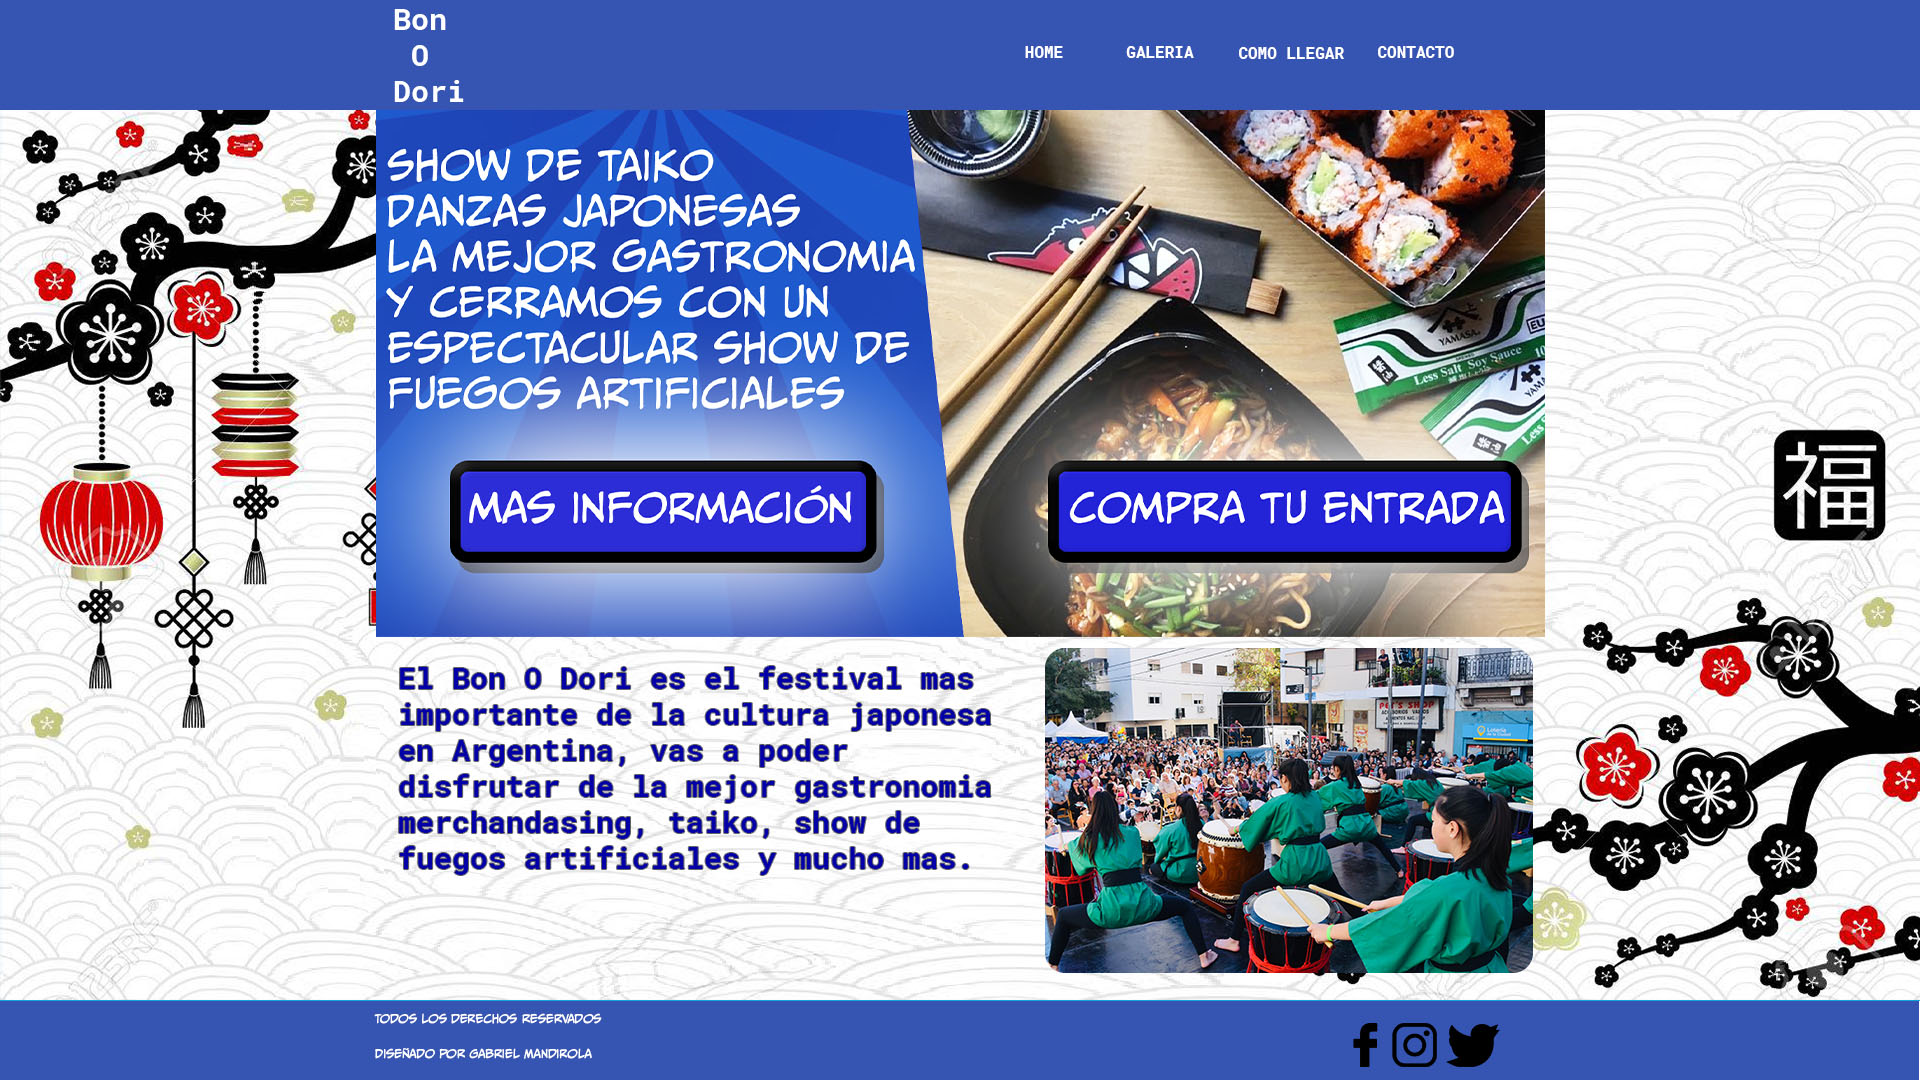 Bon
O
Dori
HOME GALERIA COMO LLEGAR CONTACTO
SHOW DE TAIKO
DANZAS JAPONESAS
LA MEJOR GASTRONOMIA
Y CERRAMOS CON UN
ESPECTACULAR SHOW DE
FUEGOS ARTIFICIALES
YAMASA
Less Salt Soy Sauce
MAS INFORMACIÓN
COMPRA TU ENTRADA
福
El Bon O Dori es el festival mas
importante de la cultura japonesa
en Argentina, vas a poder
disfrutar de la mejor gastronomia
merchandasing, taiko, show de
fuegos artificiales y mucho mas.
PET'S SHOP
Lotería
TODOS LOS DERECHOS RESERVADOS
DISEÑADO POR GABRIEL MANDIROLA